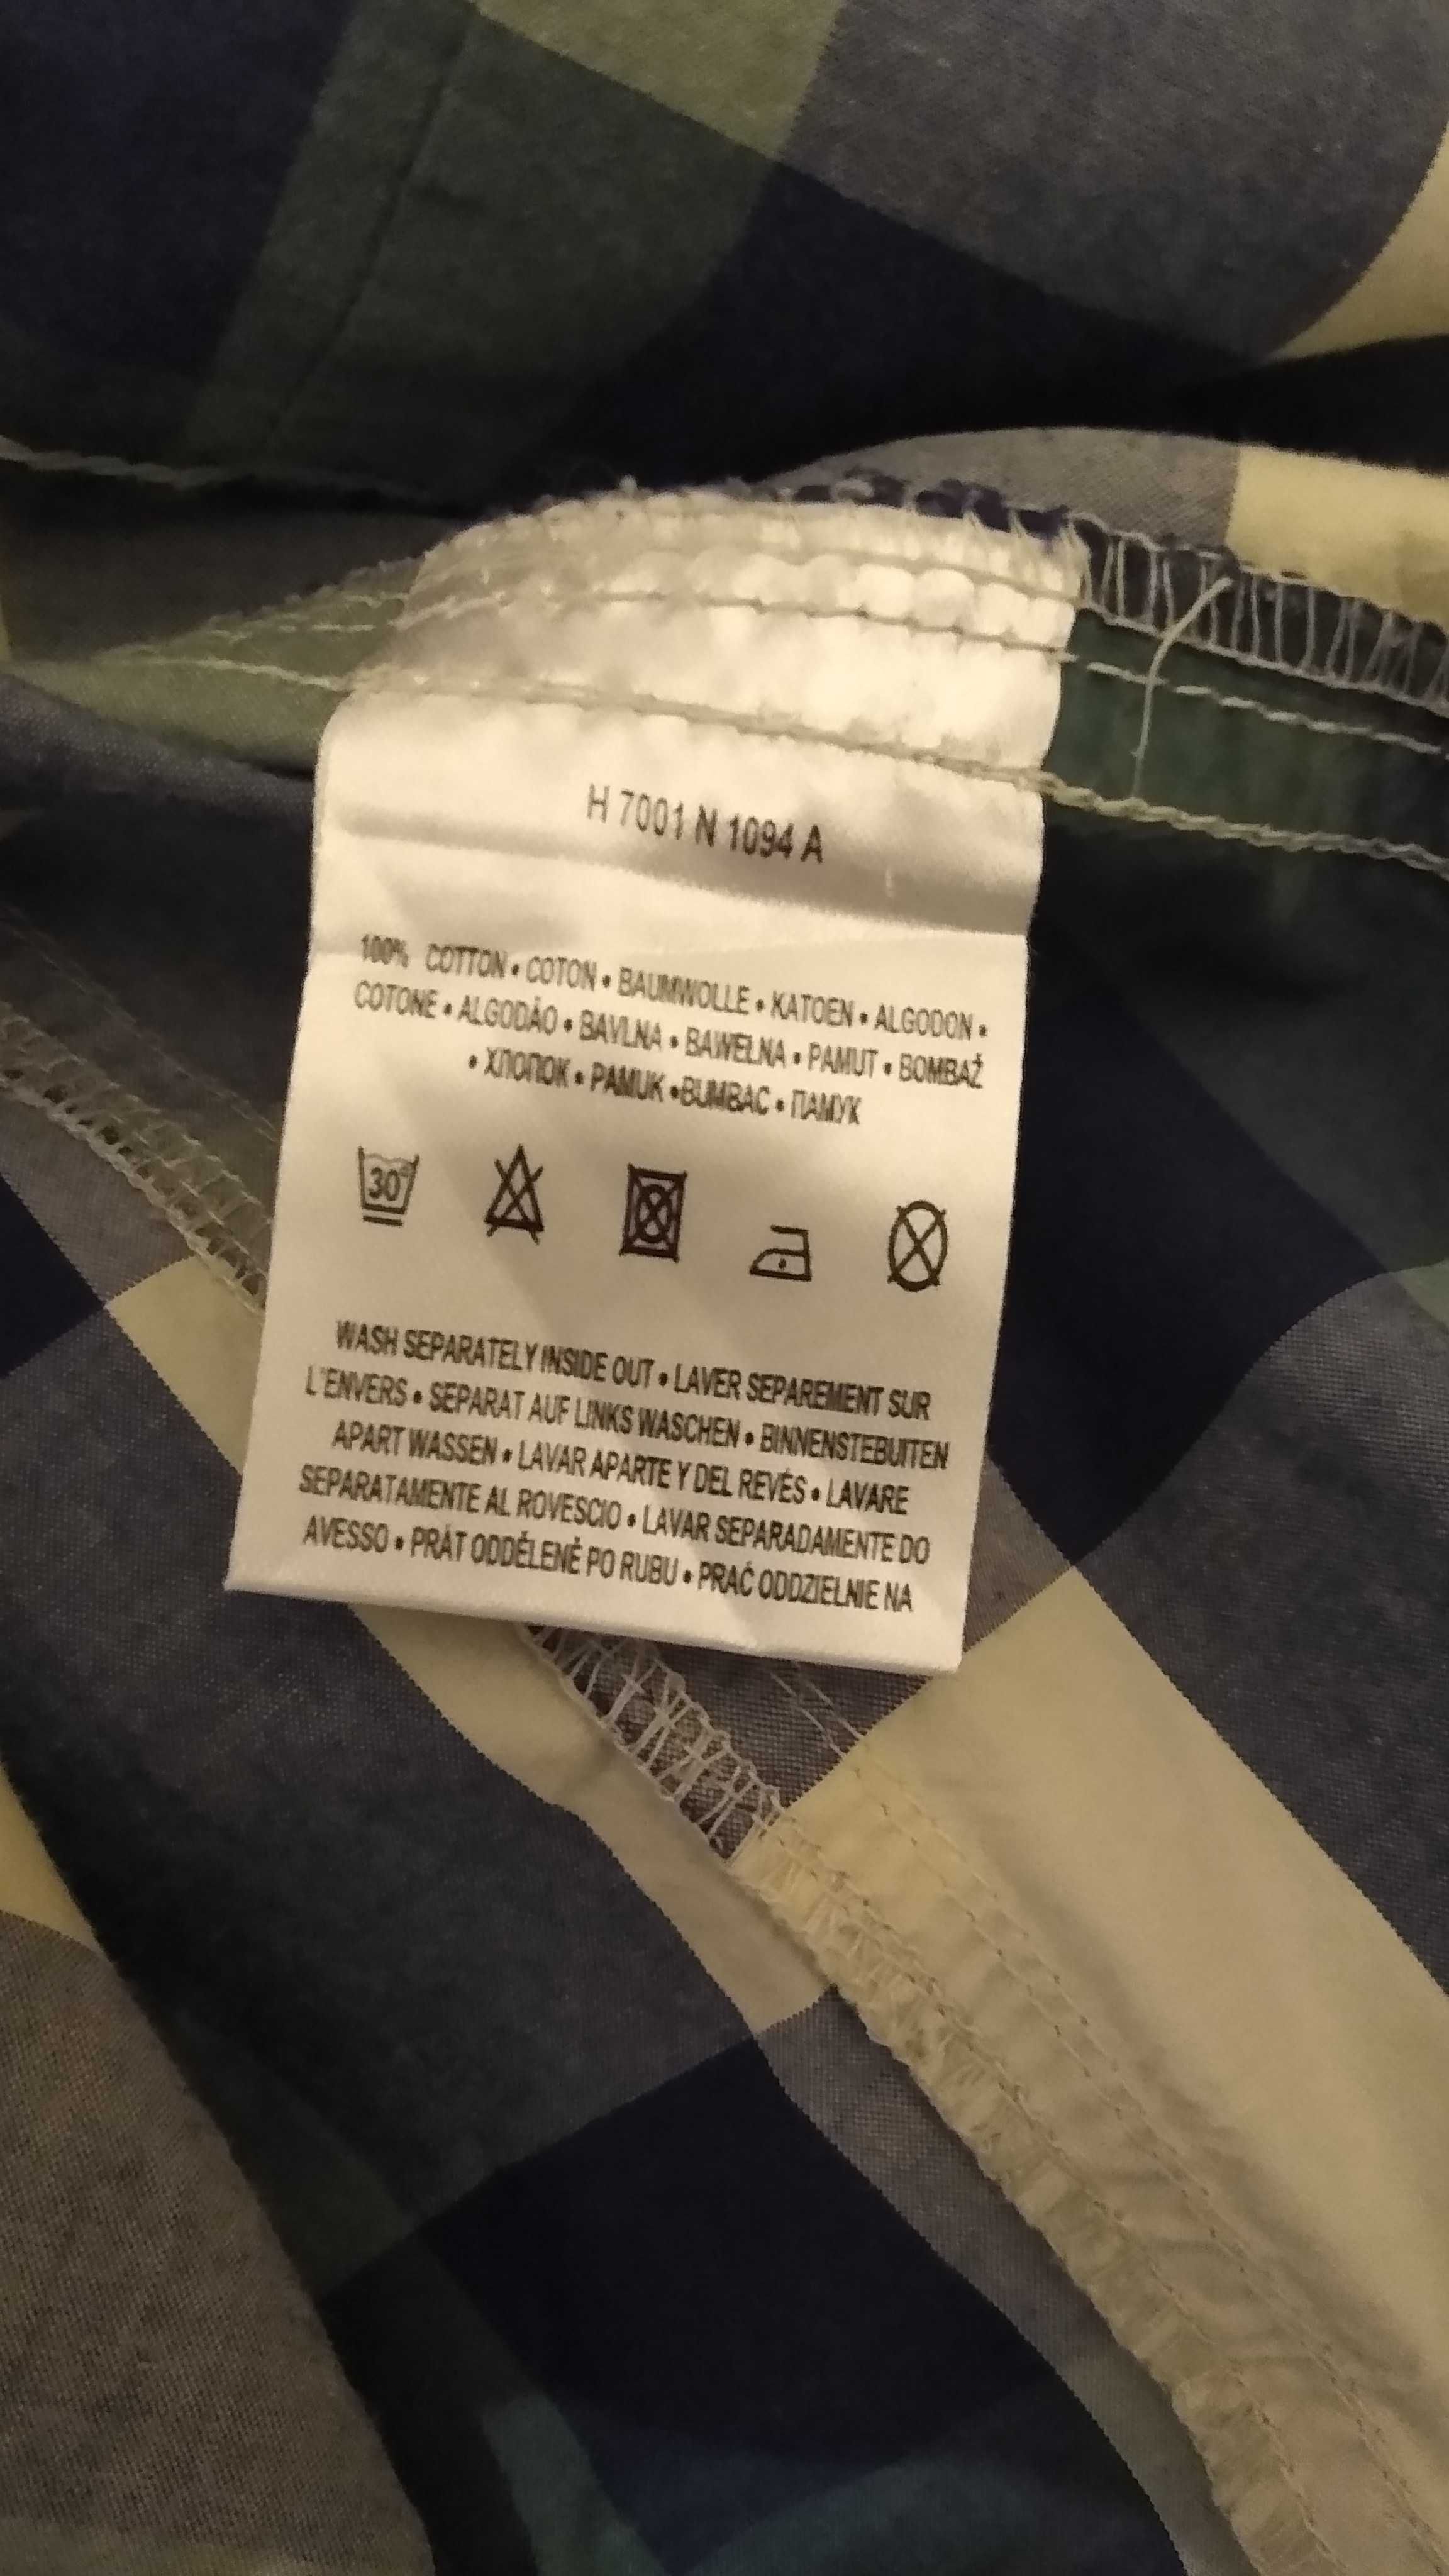 H 7001 N 1094 A
100% COTTON • COTON • BAUMWOLLE • KATOEN • ALGODON •
COTONE • ALGODÃO • BAVLNA • BAWEŁNA • PAMUT • BOMBAŽ
• ХЛОПОК • PAMUK •BUMBAC • ПАМУК
30°
WASH SEPARATELY INSIDE OUT • LAVER SEPAREMENT SUR
L'ENVERS • SEPARAT AUF LINKS WASCHEN • BINNENSTEBUITEN
APART WASSEN • LAVAR APARTE Y DEL REVÉS • LAVARE
SEPARATAMENTE AL ROVESCIO • LAVAR SEPARADAMENTE DO
AVESSO • PRÁT ODDĚLENĚ PO RUBU • PRAĆ ODDZIELNIE NA